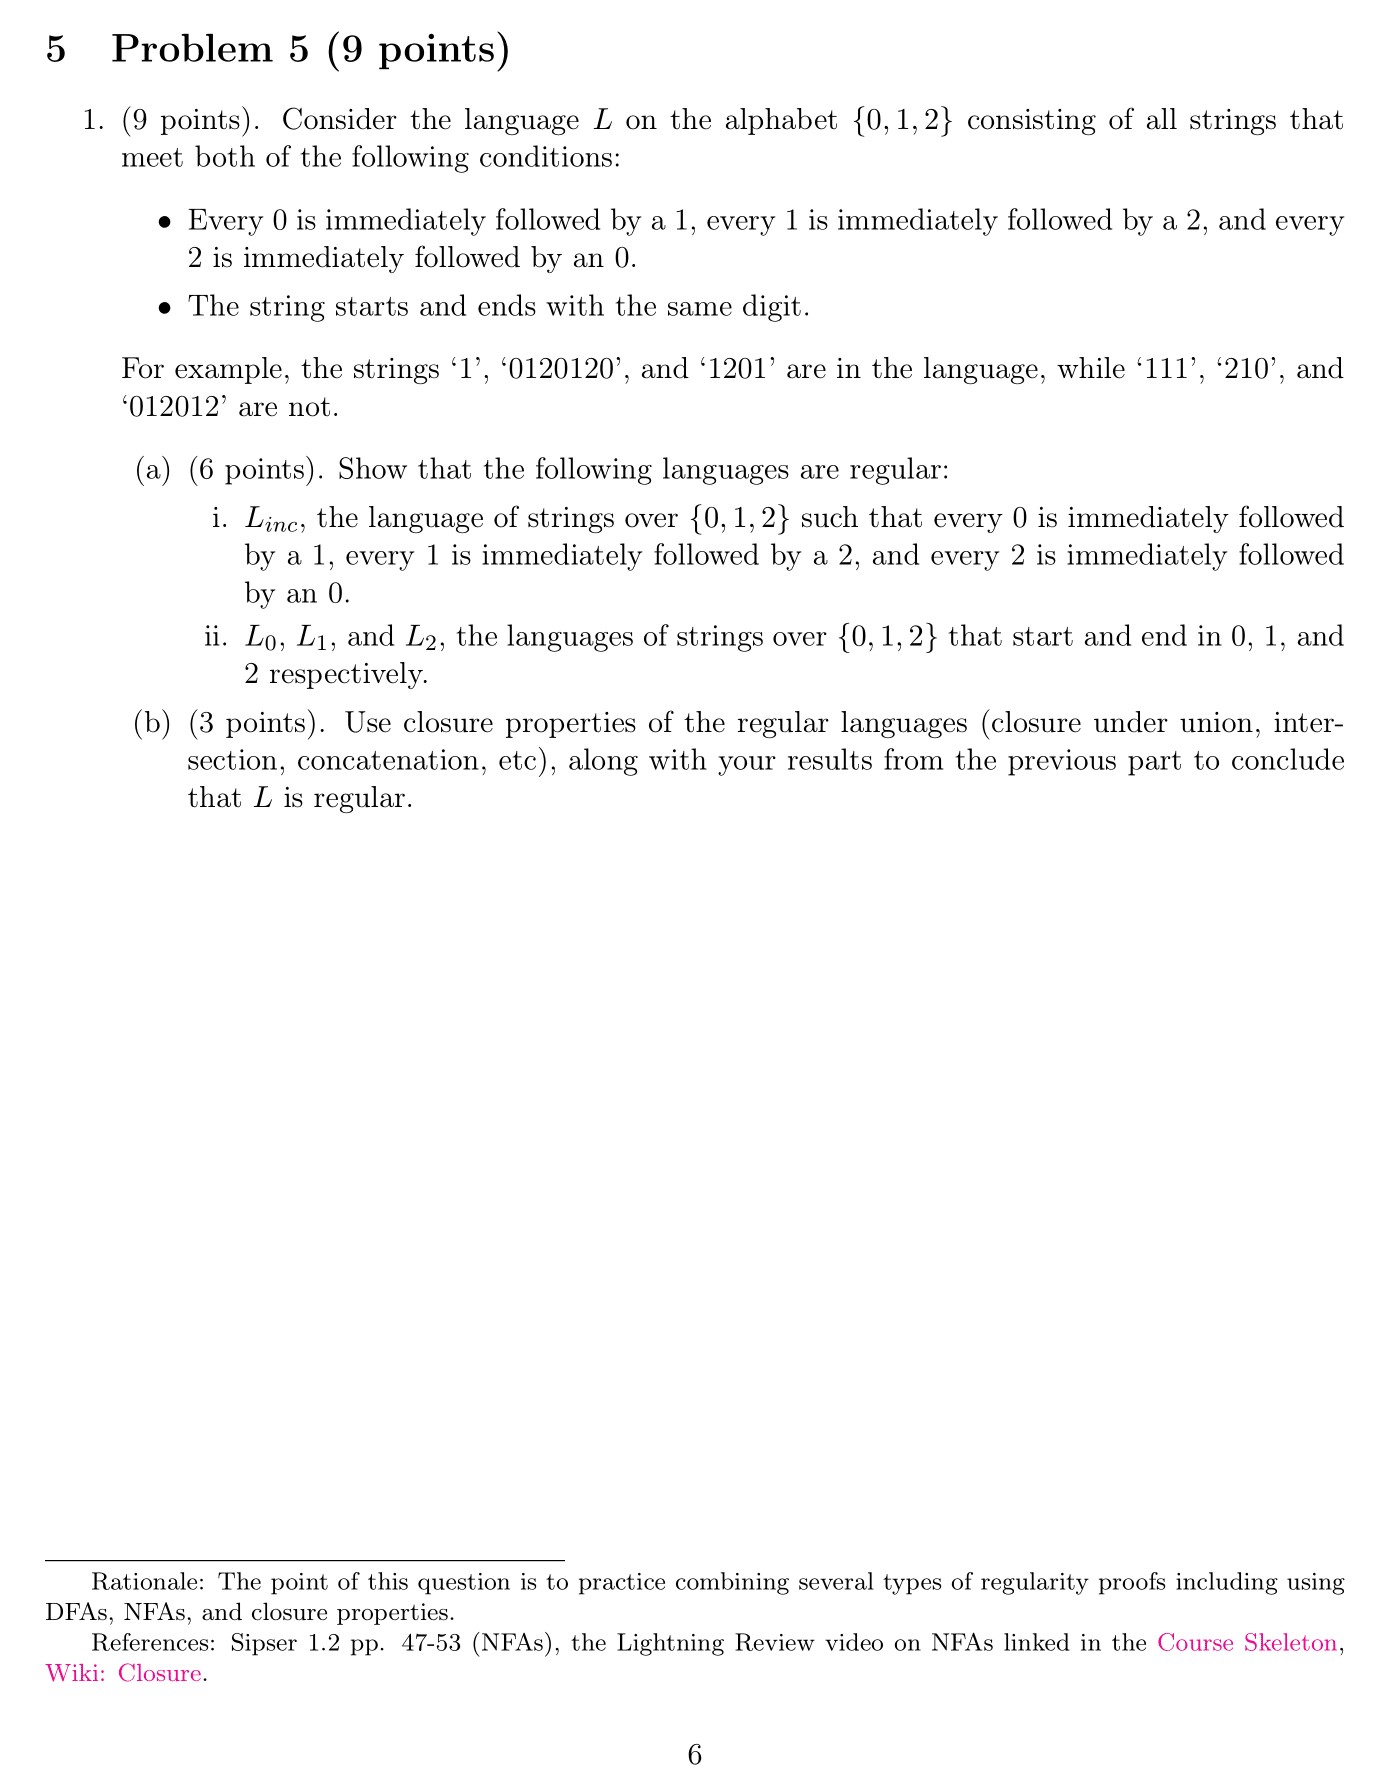 5 Problem 5 (9 points)
1. (9 points). Consider the language L on the alphabet {0, 1, 2} consisting of all strings that
meet both of the following conditions:
• Every 0 is immediately followed by a 1, every 1 is immediately followed by a 2, and every
2 is immediately followed by an 0.
• The string starts and ends with the same digit.
For example, the strings ‘1’, ‘0120120’, and ‘1201’ are in the language, while ‘111’, ‘210’, and
‘012012’ are not.
(a) (6 points). Show that the following languages are regular:
i. L_inc, the language of strings over {0, 1, 2} such that every 0 is immediately followed
by a 1, every 1 is immediately followed by a 2, and every 2 is immediately followed
by an 0.
ii. L_0, L_1, and L_2, the languages of strings over {0, 1, 2} that start and end in 0, 1, and
2 respectively.
(b) (3 points). Use closure properties of the regular languages (closure under union, inter-
section, concatenation, etc), along with your results from the previous part to conclude
that L is regular.
Rationale: The point of this question is to practice combining several types of regularity proofs including using
DFAs, NFAs, and closure properties.
References: Sipser 1.2 pp. 47-53 (NFAs), the Lightning Review video on NFAs linked in the Course Skeleton,
Wiki: Closure.
6